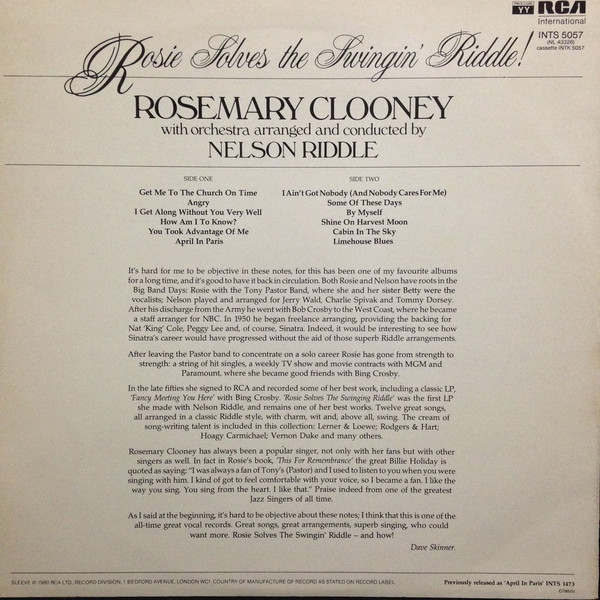 RCA
International
INTS 5057
(NL 43326)
cassette INTK 5057
Rosie Solves the Swingin' Riddle!
ROSEMARY CLOONEY
with orchestra arranged and conducted by
NELSON RIDDLE
SIDE ONE
Get Me To The Church On Time
Angry
I Get Along Without You Very Well
How Am I To Know?
You Took Advantage Of Me
April In Paris
SIDE TWO
I Ain't Got Nobody (And Nobody Cares For Me)
Some Of These Days
By Myself
Shine On Harvest Moon
Cabin In The Sky
Limehouse Blues
It's hard for me to be objective in these notes, for this has been one of my favourite albums
for a long time, and it's good to have it back in circulation. Both Rosie and Nelson have roots in the
Big Band Days: Rosie with the Tony Pastor Band, where she and her sister Betty were the
vocalists; Nelson played and arranged for Jerry Wald, Charlie Spivak and Tommy Dorsey.
After his discharge from the Army he went with Bob Crosby to the West Coast, where he became
a staff arranger for NBC. In 1950 he began freelance arranging, providing the backing for
Nat 'King' Cole, Peggy Lee and, of course, Sinatra. Indeed, it would be interesting to see how
Sinatra's career would have progressed without the aid of those superb Riddle arrangements.
After leaving the Pastor band to concentrate on a solo career Rosie has gone from strength to
strength: a string of hit singles, a weekly TV show and movie contracts with MGM and
Paramount, where she became good friends with Bing Crosby.
In the late fifties she signed to RCA and recorded some of her best work, including a classic LP,
'Fancy Meeting You Here' with Bing Crosby. 'Rosie Solves The Swinging Riddle' was the first LP
she made with Nelson Riddle, and remains one of her best works. Twelve great songs,
all arranged in a classic Riddle style, with charm, wit and, above all, swing. The cream of
song-writing talent is included in this collection: Lerner & Loewe; Rodgers & Hart;
Hoagy Carmichael; Vernon Duke and many others.
Rosemary Clooney has always been a popular singer, not only with her fans but with other
singers as well. In fact in Rosie's book, 'This For Remembrance' the great Billie Holiday is
quoted as saying: "I was always a fan of Tony's (Pastor) and I used to listen to you when you were
singing with him. I kind of got to feel comfortable with your voice, so I became a fan. I like the
way you sing. You sing from the heart. I like that." Praise indeed from one of the greatest
Jazz Singers of all time.
As I said at the beginning, it's hard to be objective about these notes; I think that this is one of the
all-time great vocal records. Great songs, great arrangements, superb singing, who could
want more. Rosie Solves The Swingin' Riddle – and how!
Dave Skinner.
SLEEVE ℗ 1980 RCA LTD., RECORD DIVISION, 1 BEDFORD AVENUE, LONDON WC1. COUNTRY OF MANUFACTURE OF RECORD AS STATED ON RECORD LABEL
Previously released as 'April In Paris' INTS 1473